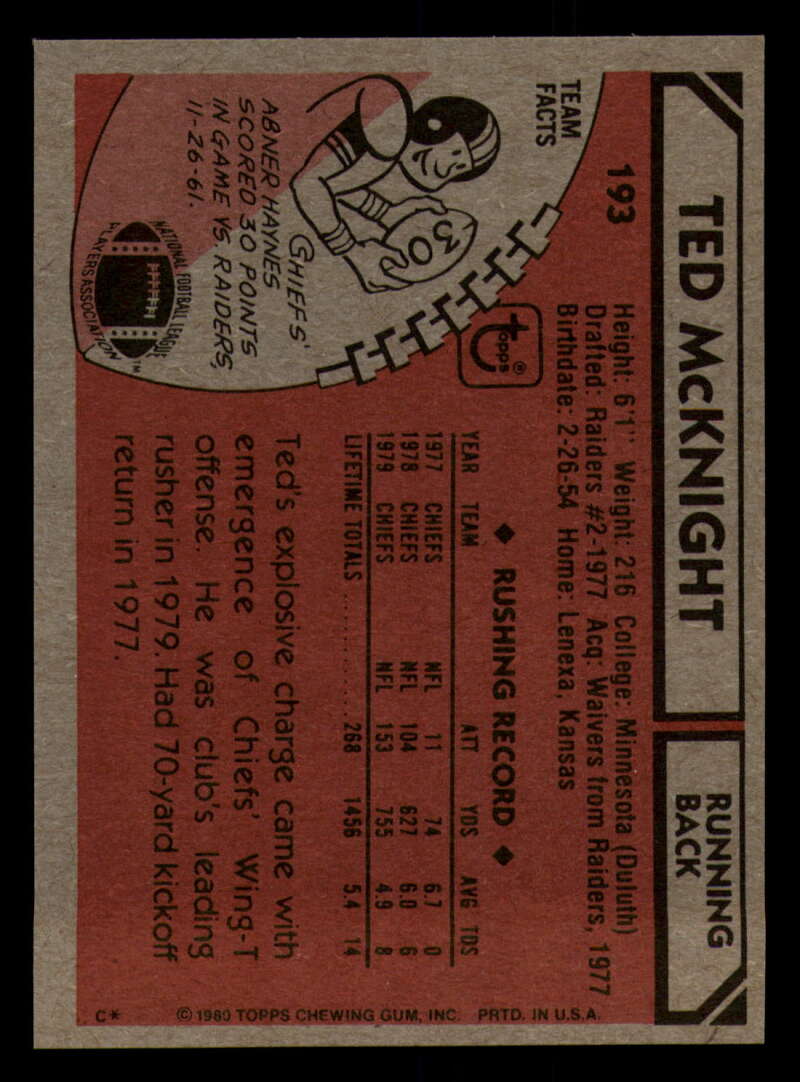 TED McKNIGHT
RUNNING
BACK
193
Height: 6'1" Weight: 216 College: Minnesota (Duluth)
Drafted: Raiders #2-1977 Acq: Waivers from Raiders, 1977
Birthdate: 2-26-54 Home: Lenexa, Kansas
TEAM
FACTS
30
CHIEFS'
ABNER HAYNES
SCORED 30 POINTS
IN GAME VS. RAIDERS,
11-26-61.
NATIONAL FOOTBALL LEAGUE
PLAYERS ASSOCIATION™
topps®
◆ RUSHING RECORD ◆
YEAR TEAM ATT YDS AVG TDS
1977 CHIEFS NFL 11 74 6.7 0
1978 CHIEFS NFL 104 627 6.0 6
1979 CHIEFS NFL 153 755 4.9 8
LIFETIME TOTALS .......... 268 1456 5.4 14
Ted's explosive charge came with
emergence of Chiefs' Wing-T
offense. He was club's leading
rusher in 1979. Had 70-yard kickoff
return in 1977.
C* © 1980 TOPPS CHEWING GUM, INC. PRTD. IN U.S.A.